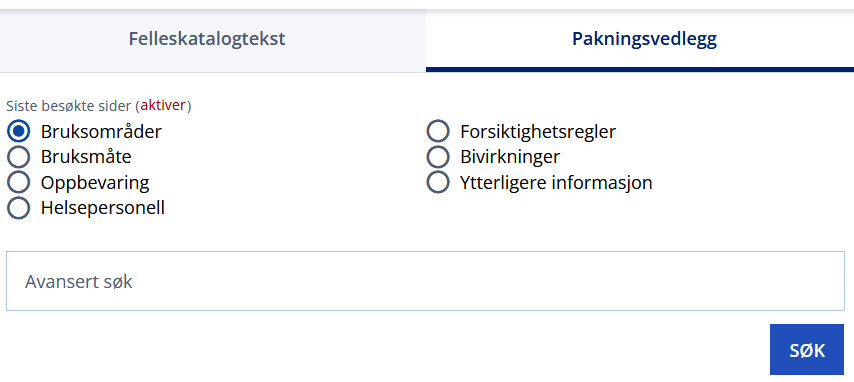 Felleskatalogtekst
Pakningsvedlegg
Siste besøkte sider (aktiver)
Bruksområder
Forsiktighetsregler
Bruksmåte
Bivirkninger
Oppbevaring
Ytterligere informasjon
Helsepersonell
Avansert søk
SØK